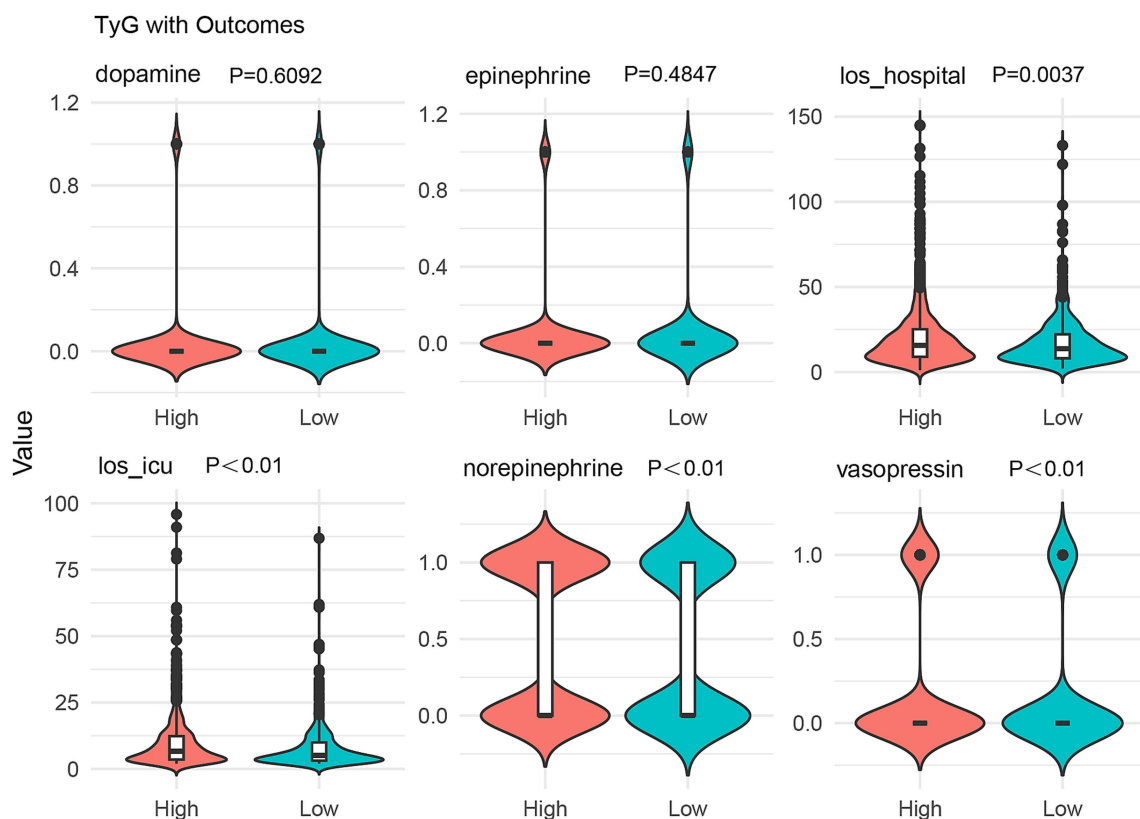 TyG with Outcomes
dopamine P=0.6092
1.2
0.8
0.4
0.0
High Low
epinephrine P=0.4847
1.2
0.8
0.4
0.0
High Low
los_hospital P=0.0037
150
100
50
0
High Low
Value
los_icu P<0.01
100
75
50
25
0
High Low
norepinephrine P<0.01
1.0
0.5
0.0
High Low
vasopressin P<0.01
1.0
0.5
0.0
High Low